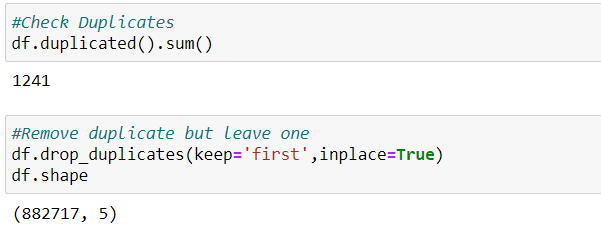 #Check Duplicates
df.duplicated().sum()
1241
#Remove duplicate but leave one
df.drop_duplicates(keep='first',inplace=True)
df.shape
(882717, 5)